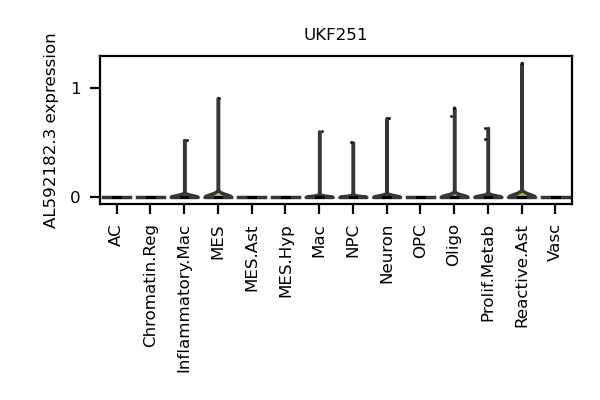 UKF251
AL592182.3 expression
1
0
AC
Chromatin.Reg
Inflammatory.Mac
MES
MES.Ast
MES.Hyp
Mac
NPC
Neuron
OPC
Oligo
Prolif.Metab
Reactive.Ast
Vasc